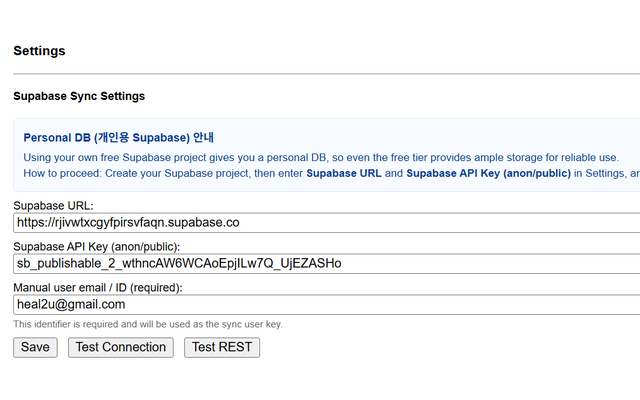 Settings
Supabase Sync Settings
Personal DB (개인용 Supabase) 안내
Using your own free Supabase project gives you a personal DB, so even the free tier provides ample storage for reliable use.
How to proceed: Create your Supabase project, then enter Supabase URL and Supabase API Key (anon/public) in Settings, an
Supabase URL:
https://rjivwtxcgyfpirsvfaqn.supabase.co
Supabase API Key (anon/public):
sb_publishable_2_wthncAW6WCAoEpjILw7Q_UjEZASHo
Manual user email / ID (required):
heal2u@gmail.com
This identifier is required and will be used as the sync user key.
Save Test Connection Test REST